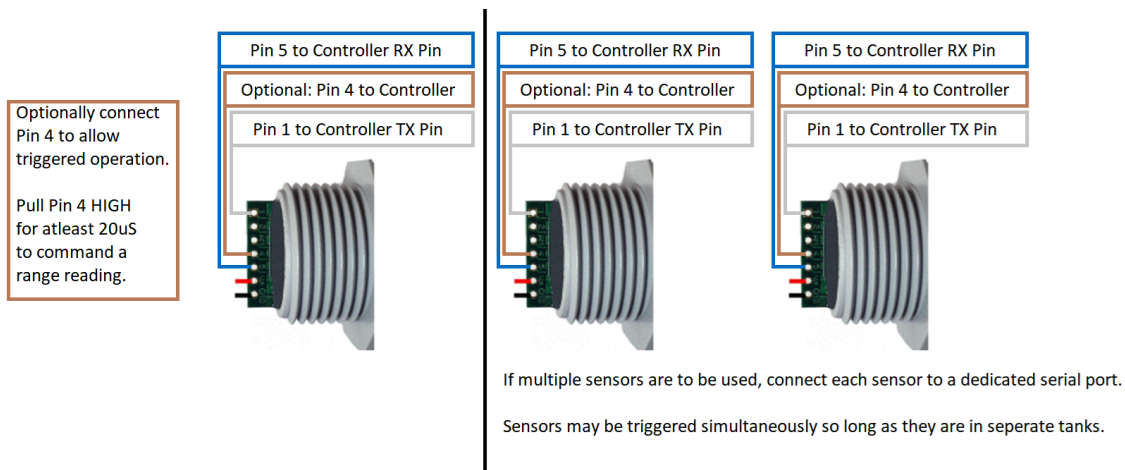 Optionally connect
Pin 4 to allow
triggered operation.
Pull Pin 4 HIGH
for atleast 20uS
to command a
range reading.
Pin 5 to Controller RX Pin
Optional: Pin 4 to Controller
Pin 1 to Controller TX Pin
Pin 5 to Controller RX Pin
Optional: Pin 4 to Controller
Pin 1 to Controller TX Pin
Pin 5 to Controller RX Pin
Optional: Pin 4 to Controller
Pin 1 to Controller TX Pin
If multiple sensors are to be used, connect each sensor to a dedicated serial port.
Sensors may be triggered simultaneously so long as they are in seperate tanks.